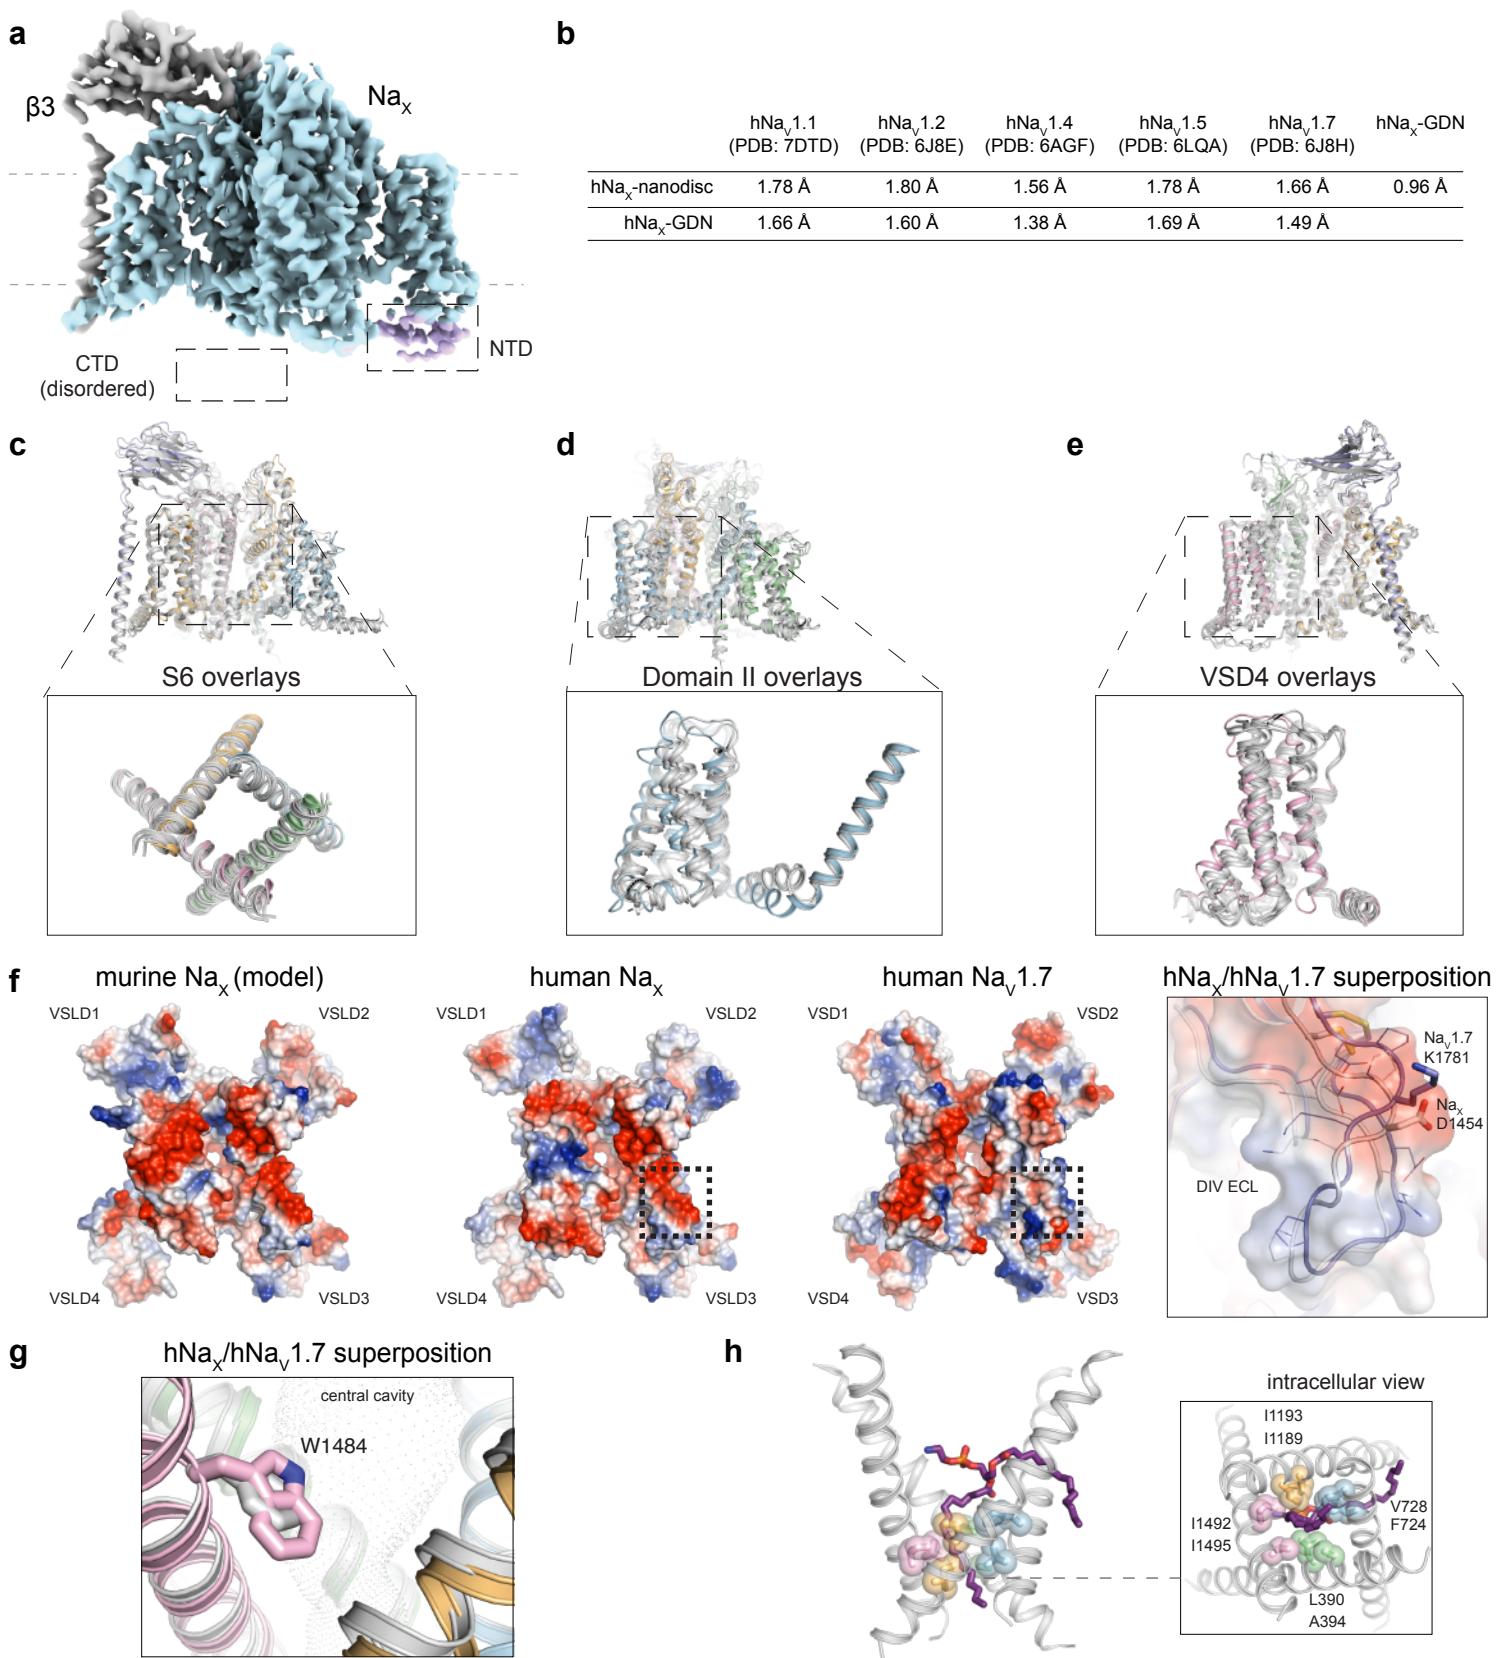 a
β3
NaX
CTD
(disordered)
NTD
b
hNaV1.1 hNaV1.2 hNaV1.4 hNaV1.5 hNaV1.7 hNaX-GDN
(PDB: 7DTD) (PDB: 6J8E) (PDB: 6AGF) (PDB: 6LQA) (PDB: 6J8H)
hNaX-nanodisc 1.78 Å 1.80 Å 1.56 Å 1.78 Å 1.66 Å 0.96 Å
hNaX-GDN 1.66 Å 1.60 Å 1.38 Å 1.69 Å 1.49 Å
c
S6 overlays
d
Domain II overlays
e
VSD4 overlays
f
murine NaX (model)
VSLD1
VSLD2
VSLD4
VSLD3
human NaX
VSLD1
VSLD2
VSLD4
VSLD3
human NaV1.7
VSD1
VSD2
VSD4
VSD3
hNaX/hNaV1.7 superposition
NaV1.7
K1781
NaX
D1454
DIV ECL
g
hNaX/hNaV1.7 superposition
central cavity
W1484
h
intracellular view
I1193
I1189
V728
F724
I1492
I1495
L390
A394